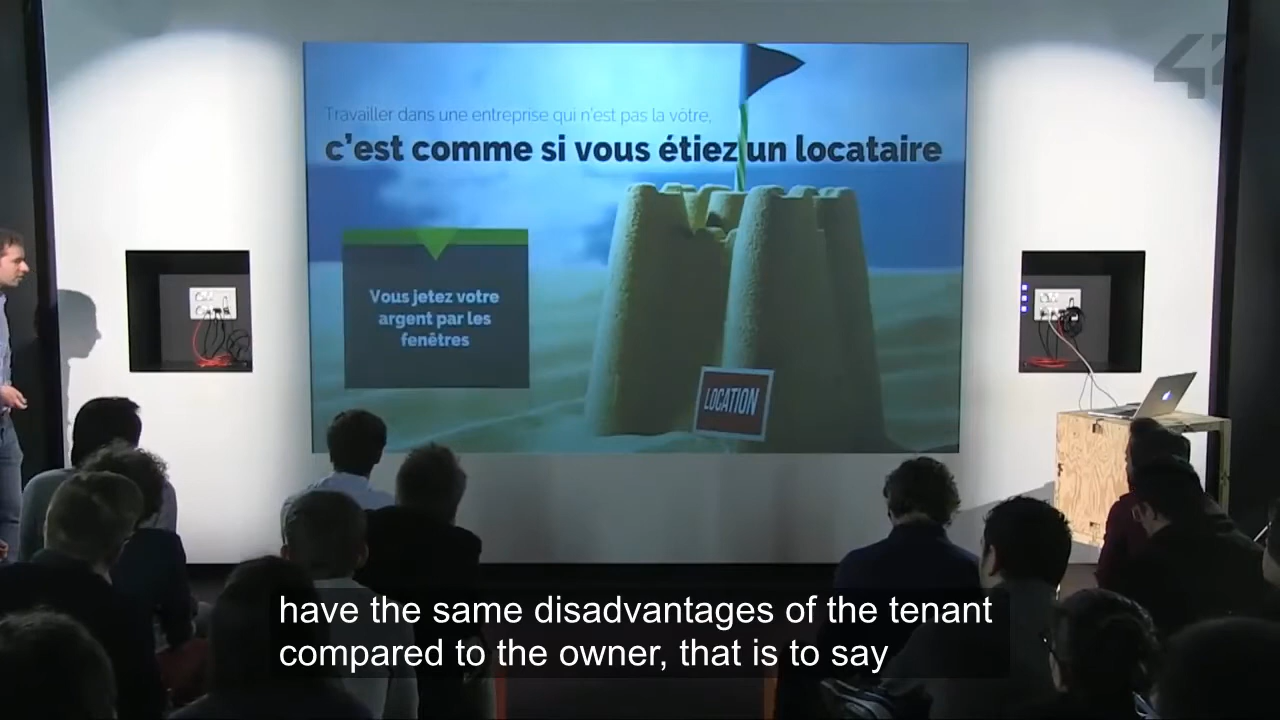 42
Travailler dans une entreprise qui n'est pas la vôtre,
c'est comme si vous étiez un locataire
Vous jetez votre
argent par les
fenêtres
LOCATION
have the same disadvantages of the tenant
compared to the owner, that is to say